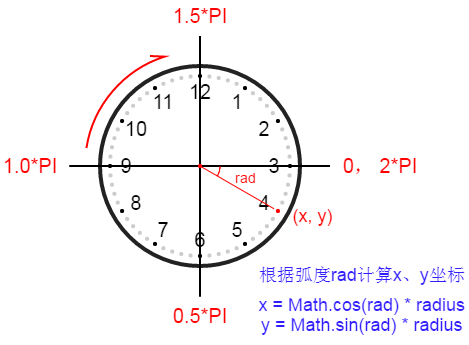 1.5*PI
12
11
1
10
2
1.0*PI
9
3
0， 2*PI
rad
8
4
(x, y)
7
5
6
根据弧度rad计算x、y坐标
x = Math.cos(rad) * radius
y = Math.sin(rad) * radius
0.5*PI